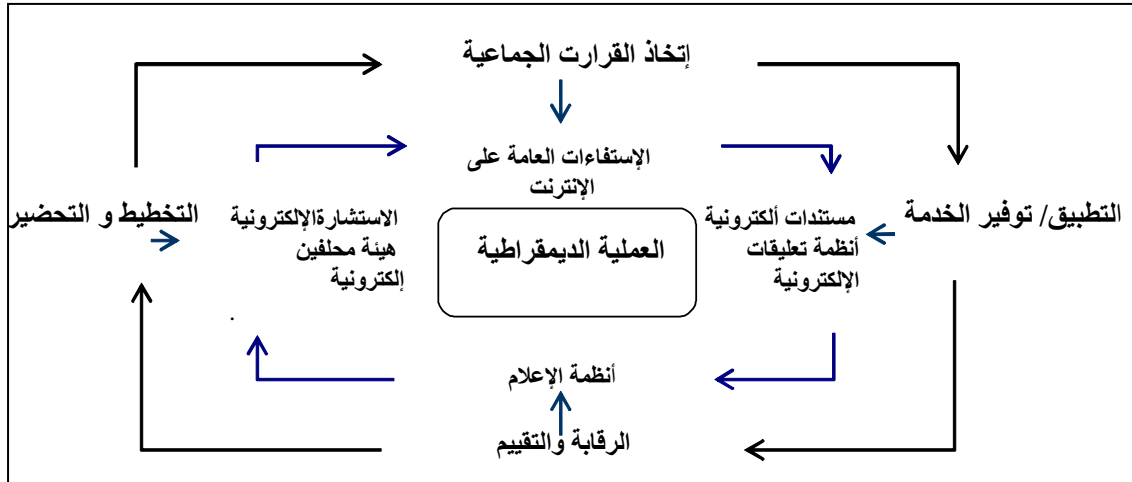 إتخاذ القرارت الجماعية
الإستفاءات العامة على
الإنترنت
التطبيق/ توفير الخدمة
مستندات ألكترونية
أنظمة تعليقات
الإلكترونية
العملية الديمقراطية
الاستشارةالإلكترونية
هيئة محلفين
إلكترونية
.
التخطيط و التحضير
أنظمة الإعلام
الرقابة والتقييم